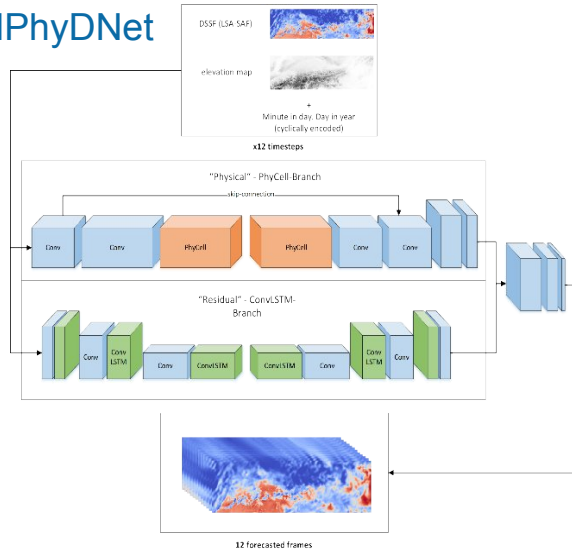 IPhyDNet
DSSF (LSA SAF)
elevation map
+
Minute in day, Day in year
(cyclically encoded)
x12 timesteps
"Physical" - PhyCell-Branch
skip-connection
Conv
Conv
PhyCell
PhyCell
Conv
Conv
"Residual" - ConvLSTM-
Branch
Conv
Conv
LSTM
Conv
ConvLSTM
ConvLSTM
Conv
Conv
LSTM
Conv
12 forecasted frames